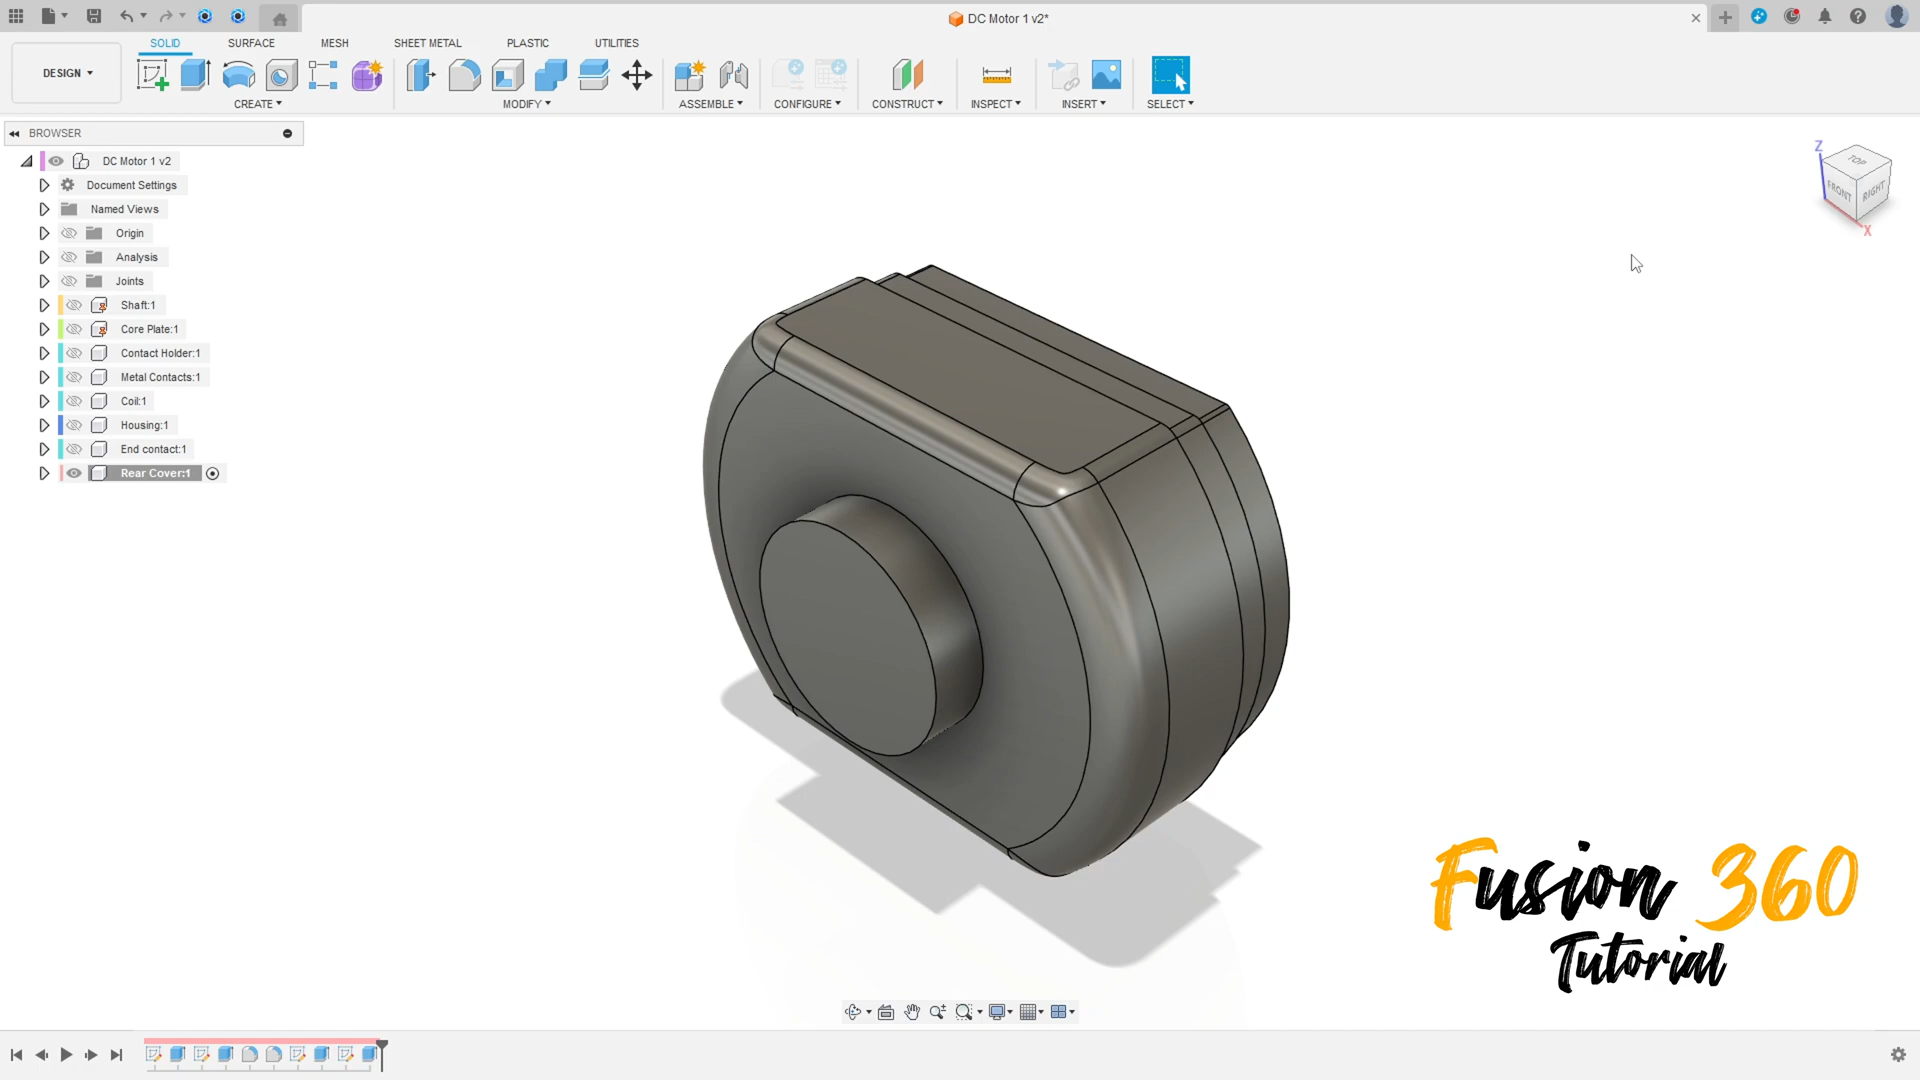 DC Motor 1 v2*
SOLID SURFACE MESH SHEET METAL PLASTIC UTILITIES
DESIGN
CREATE MODIFY ASSEMBLE CONFIGURE CONSTRUCT INSPECT INSERT SELECT
BROWSER
DC Motor 1 v2
Document Settings
Named Views
Origin
Analysis
Joints
Shaft:1
Core Plate:1
Contact Holder:1
Metal Contacts:1
Coil:1
Housing:1
End contact:1
Rear Cover:1
Z
TOP
FRONT RIGHT
X
Fusion 360
Tutorial